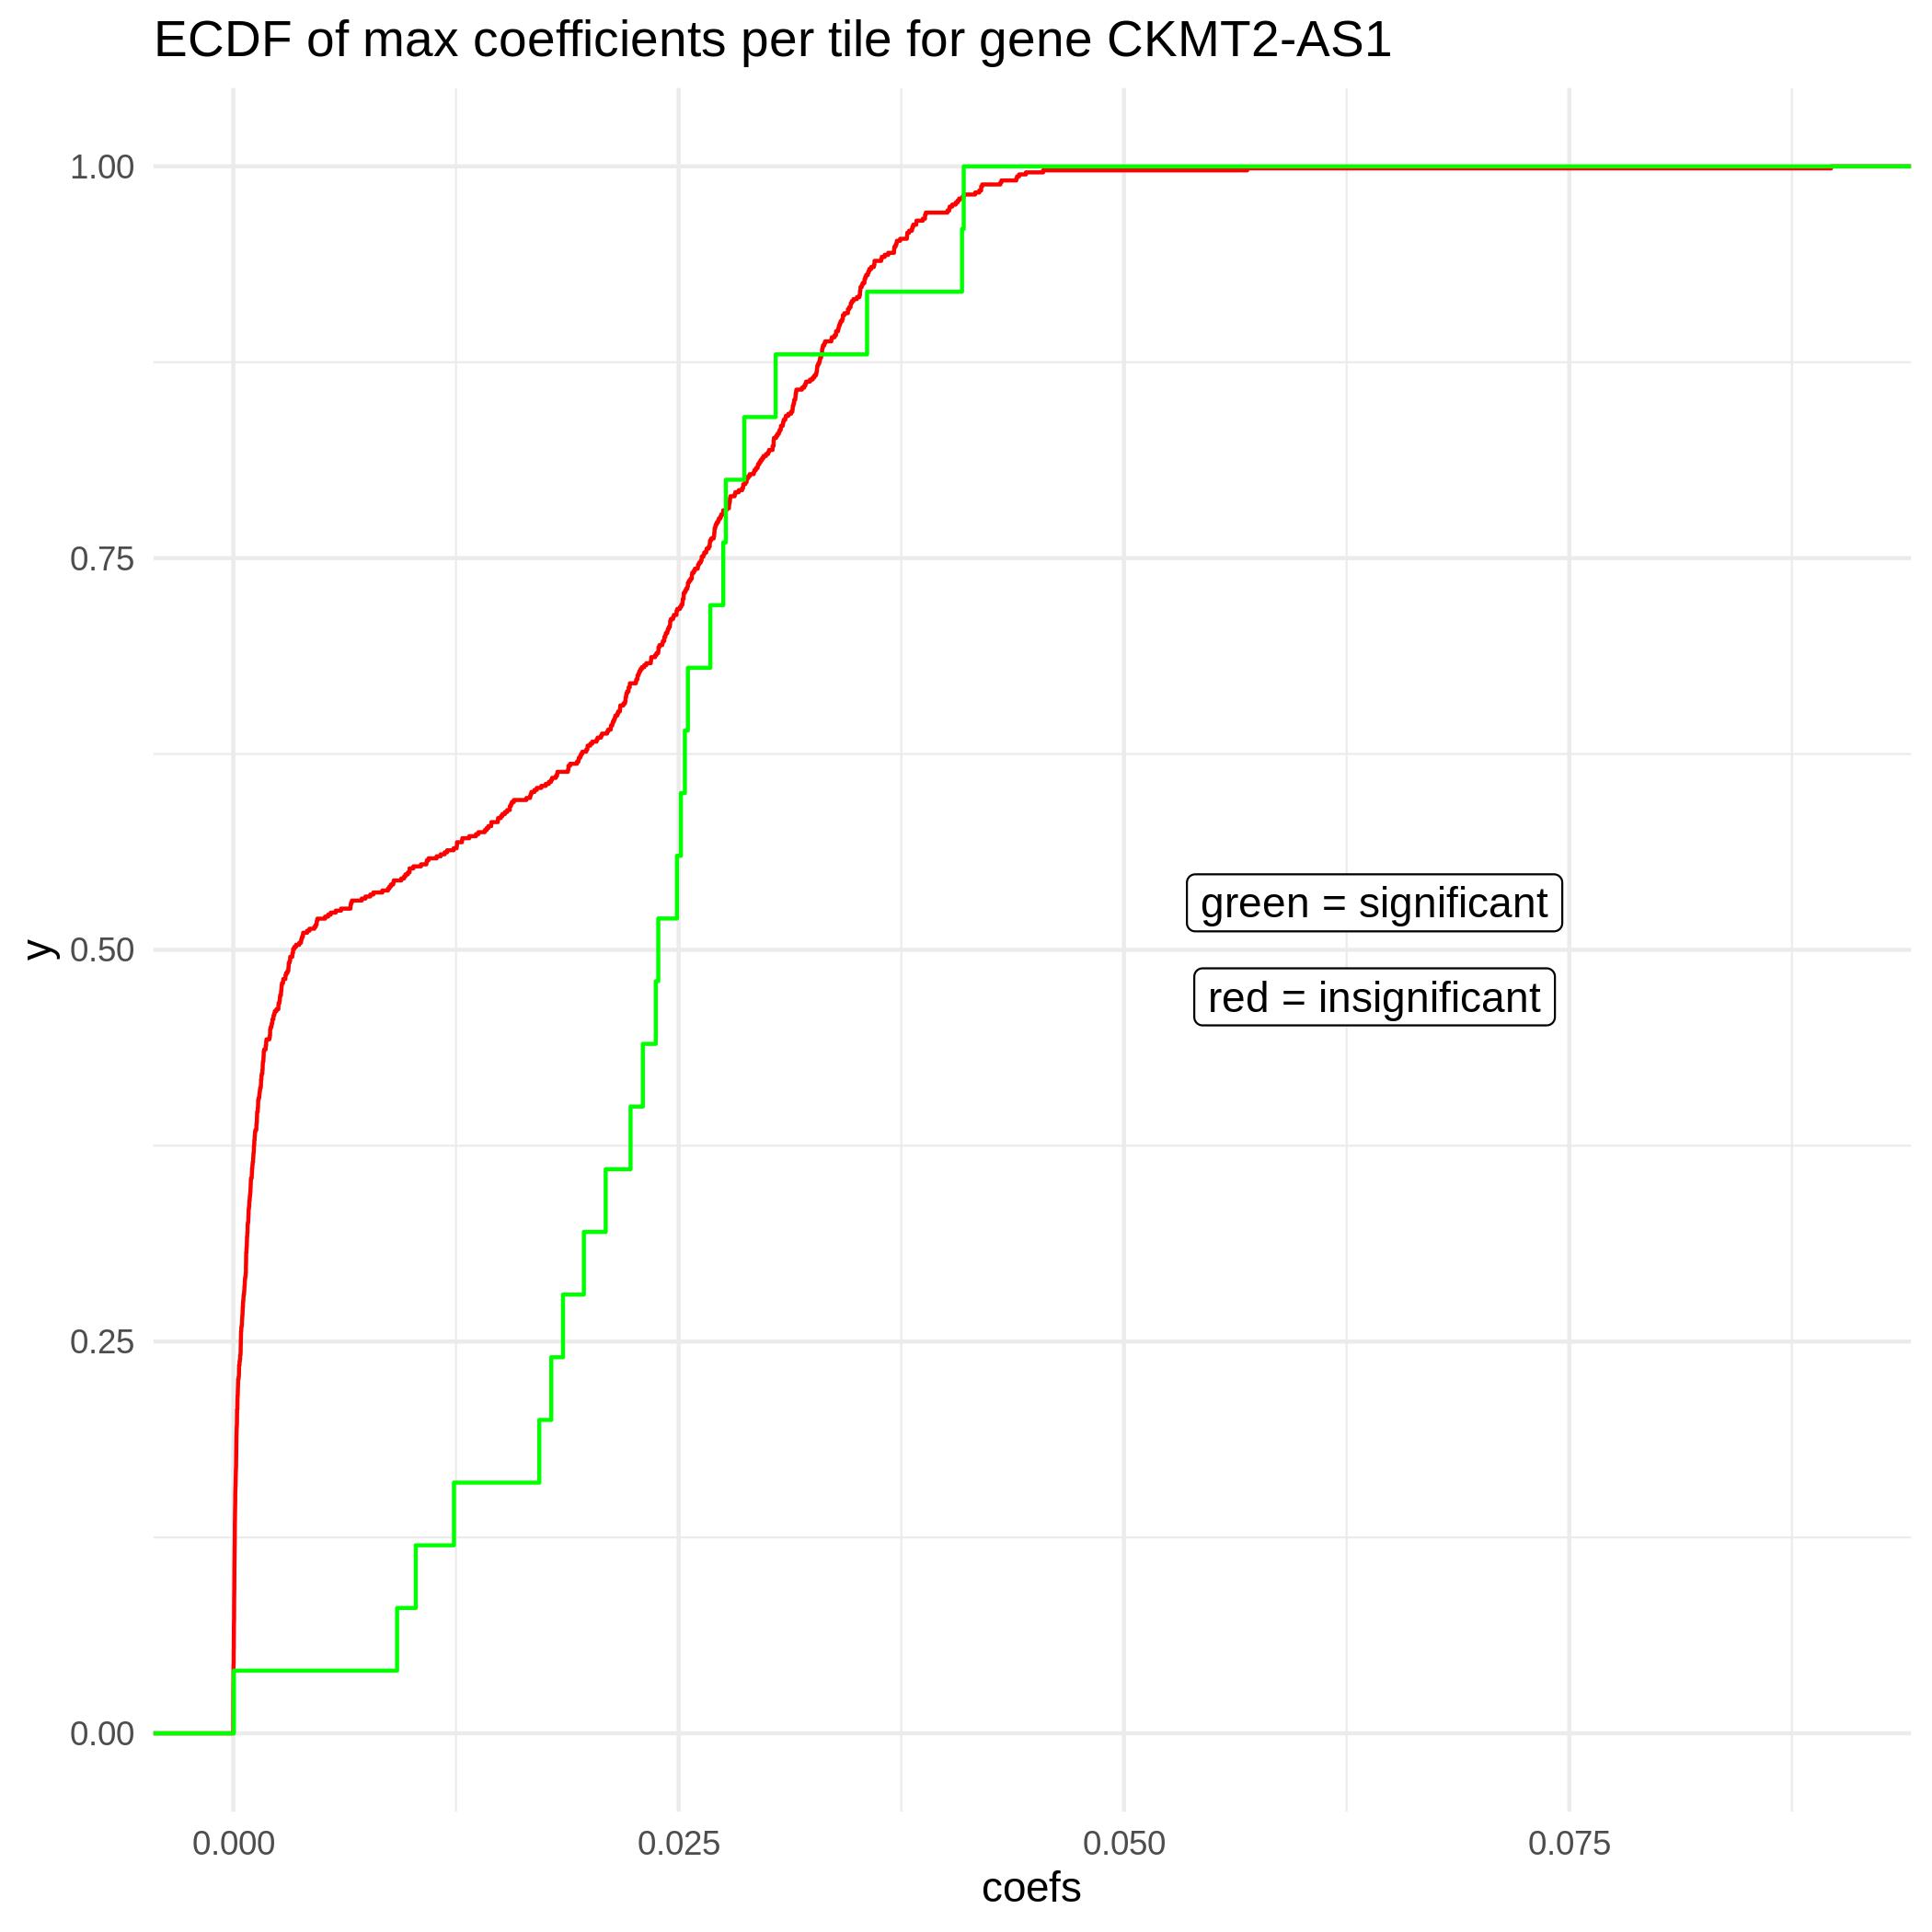 ECDF of max coefficients per tile for gene CKMT2-AS1
1.00
0.75
y
0.50
0.25
0.00
green = significant
red = insignificant
0.000
0.025
0.050
0.075
coefs